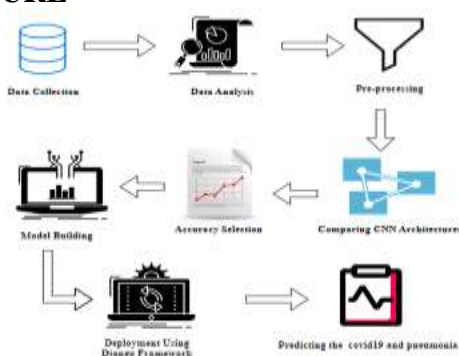 URE
Data Collection
Data Analysis
Pre-processing
Model Building
Accuracy Selection
Comparing CNN Architectures
Deployment Using
Django Framework
Predicting the covid19 and pneumonia